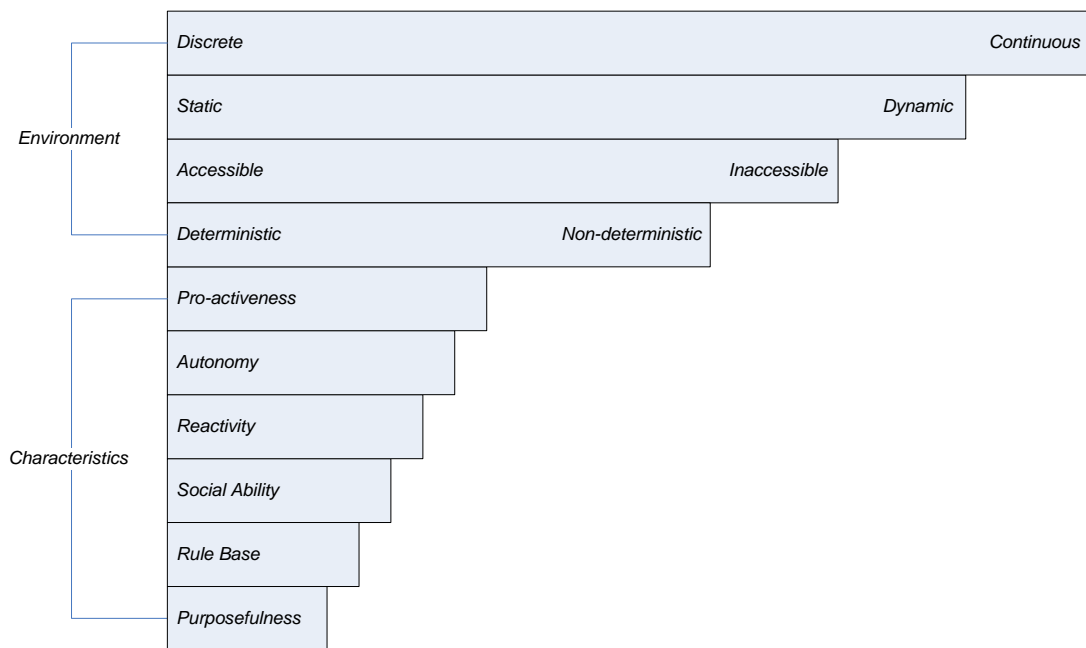 Discrete Continuous
Static Dynamic
Environment
Accessible Inaccessible
Deterministic Non-deterministic
Pro-activeness
Autonomy
Reactivity
Characteristics
Social Ability
Rule Base
Purposefulness